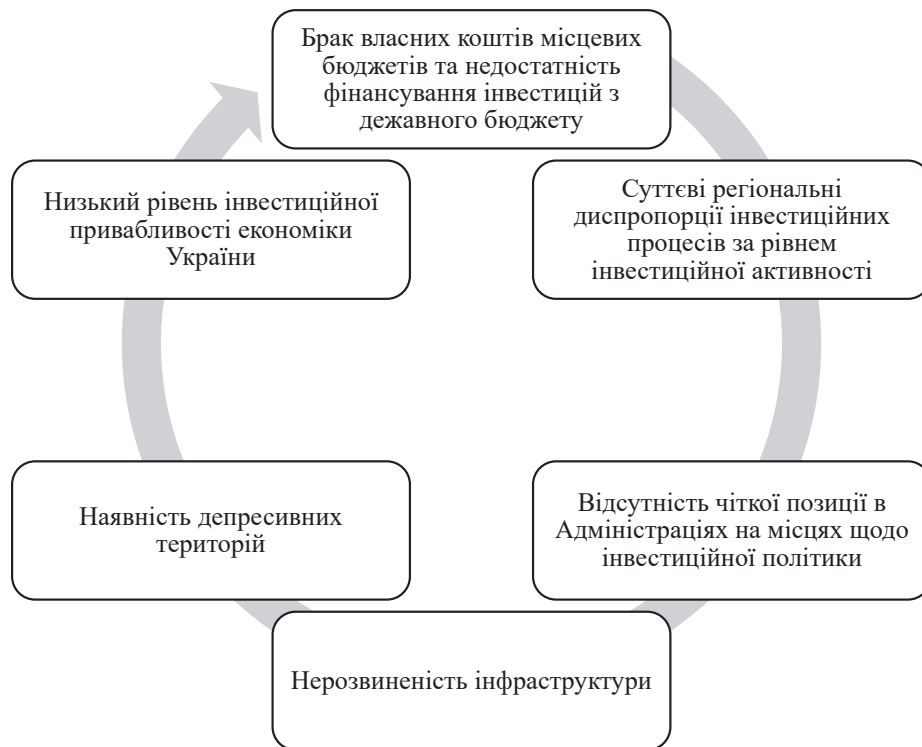 Брак власних коштів місцевих
бюджетів та недостатність
фінансування інвестицій з
дежавного бюджету
Суттєві регіональні
диспропорції інвестиційних
процесів за рівнем
інвестиційної активності
Відсутність чіткої позиції в
Адміністраціях на місцях щодо
інвестиційної політики
Нерозвиненість інфраструктури
Наявність депресивних
територій
Низький рівень інвестиційної
привабливості економіки
України